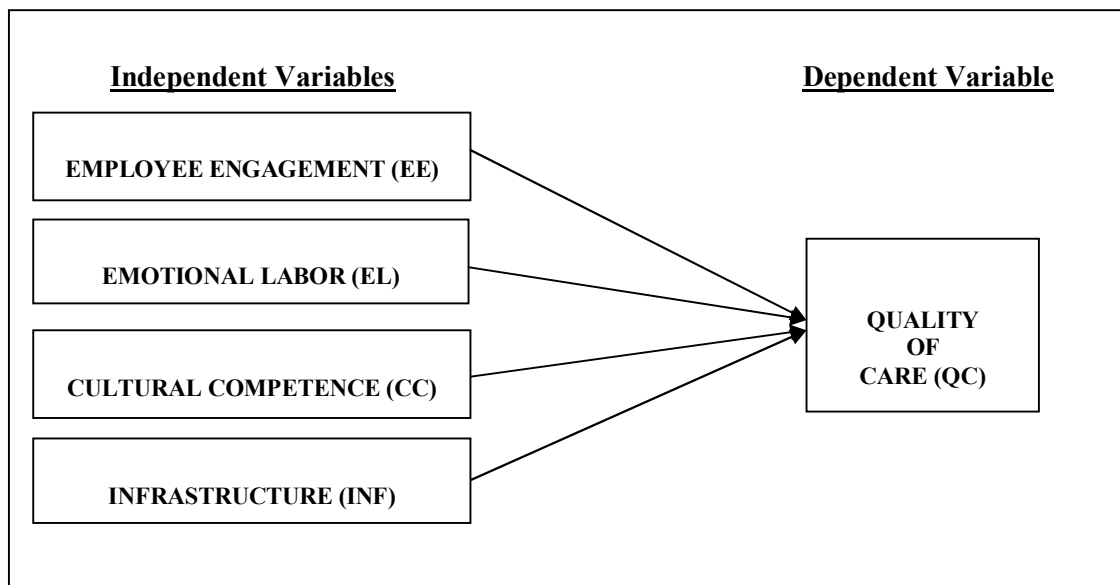 Independent Variables
Dependent Variable
EMPLOYEE ENGAGEMENT (EE)
EMOTIONAL LABOR (EL)
CULTURAL COMPETENCE (CC)
INFRASTRUCTURE (INF)
QUALITY
OF
CARE (QC)